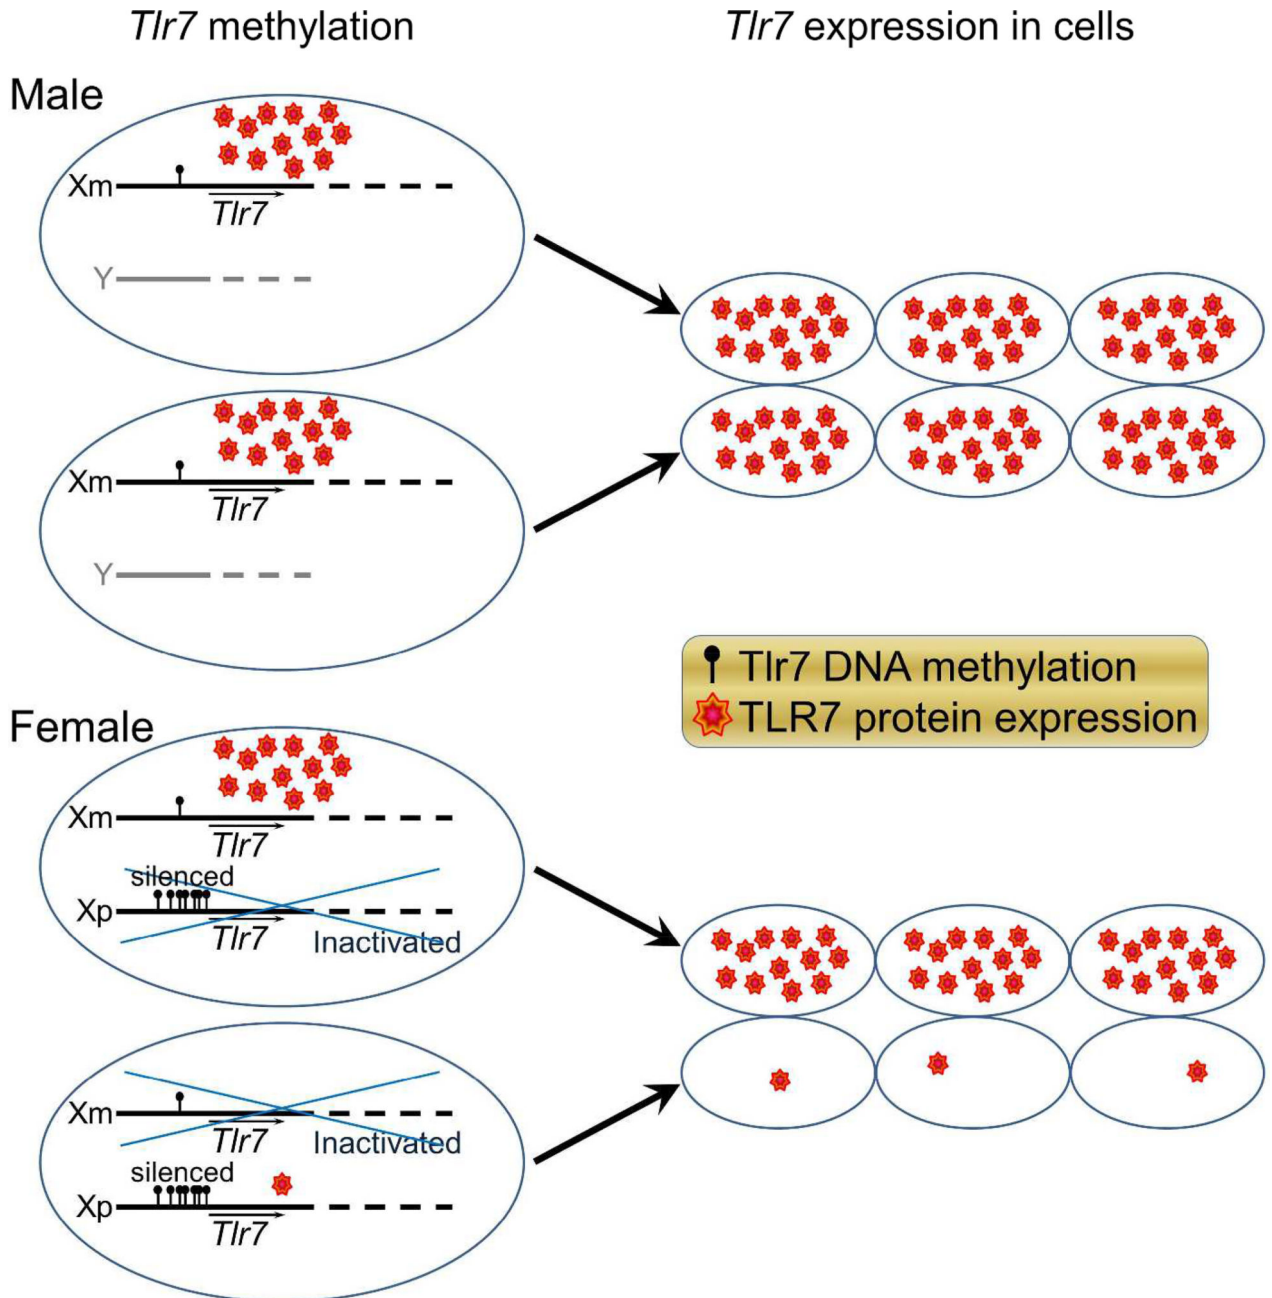 Tlr7 methylation
Tlr7 expression in cells
Male
Xm
Tlr7
Y
Xm
Tlr7
Y
Tlr7 DNA methylation
TLR7 protein expression
Female
Xm
Tlr7
silenced
Xp
Tlr7
Inactivated
Xm
Tlr7
Inactivated
silenced
Xp
Tlr7